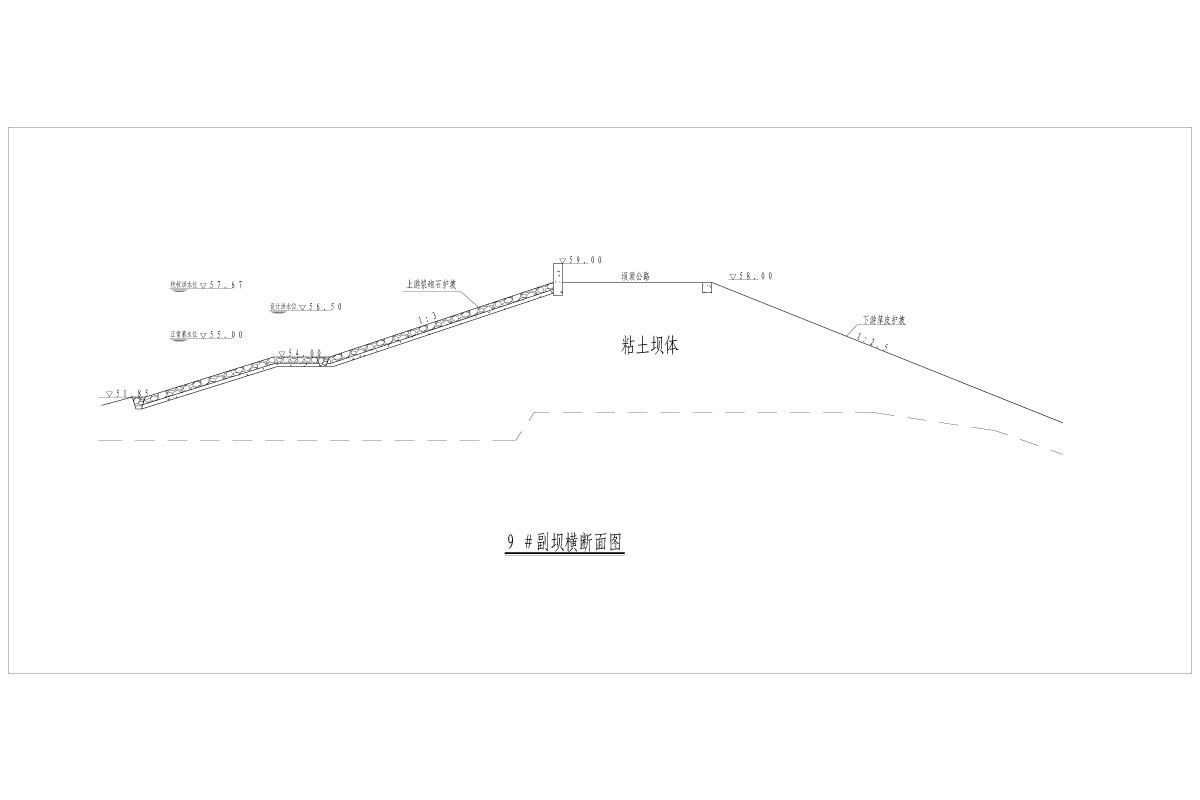 ▽59.00
坝顶公路
▽58.00
校核洪水位▽57.67
上游浆砌石护坡
设计洪水位▽56.50
1:3
下游草皮护坡
正常蓄水位▽55.00
1:2.5
粘土坝体
▽54.00
▽51.85
9#副坝横断面图